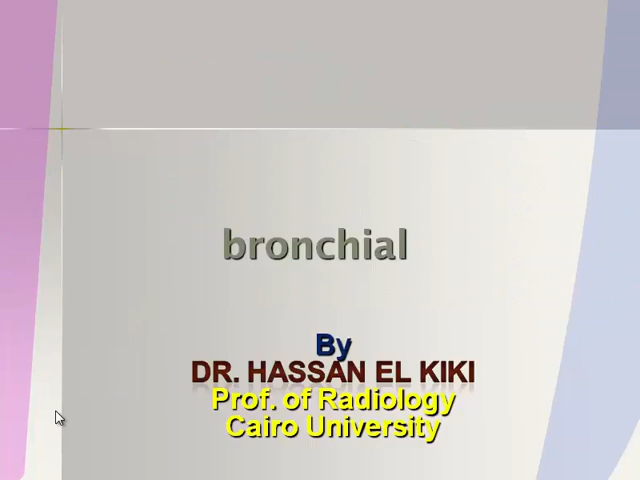 bronchial
By
DR. HASSAN EL KIKI
Prof. of Radiology
Cairo University